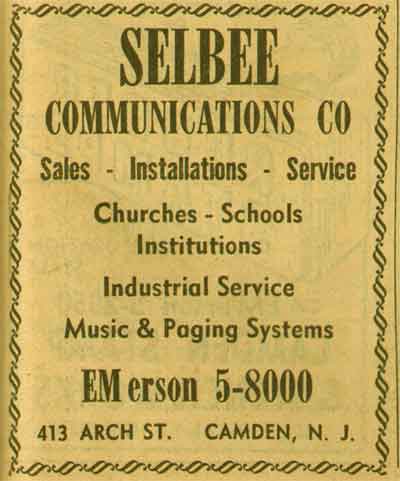 SELBEE
COMMUNICATIONS CO
Sales - Installations - Service
Churches - Schools
Institutions
Industrial Service
Music & Paging Systems
EMerson 5-8000
413 ARCH ST. CAMDEN, N. J.